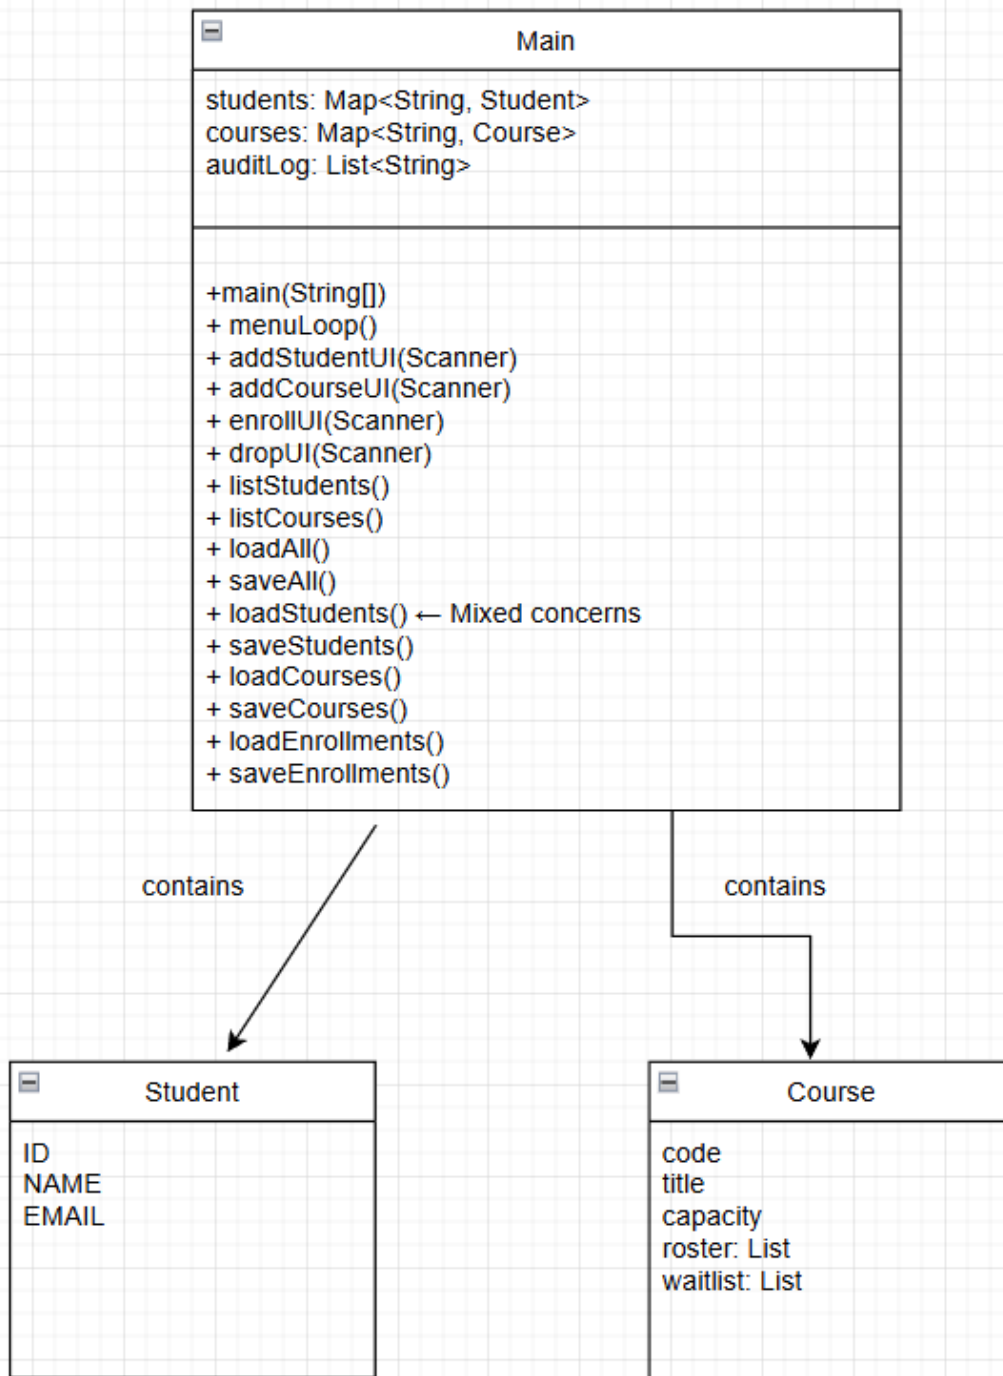 Main
students: Map<String, Student>
courses: Map<String, Course>
auditLog: List<String>
+main(String[])
+ menuLoop()
+ addStudentUI(Scanner)
+ addCourseUI(Scanner)
+ enrollUI(Scanner)
+ dropUI(Scanner)
+ listStudents()
+ listCourses()
+ loadAll()
+ saveAll()
+ loadStudents() ← Mixed concerns
+ saveStudents()
+ loadCourses()
+ saveCourses()
+ loadEnrollments()
+ saveEnrollments()
contains
contains
Student
ID
NAME
EMAIL
Course
code
title
capacity
roster: List
waitlist: List